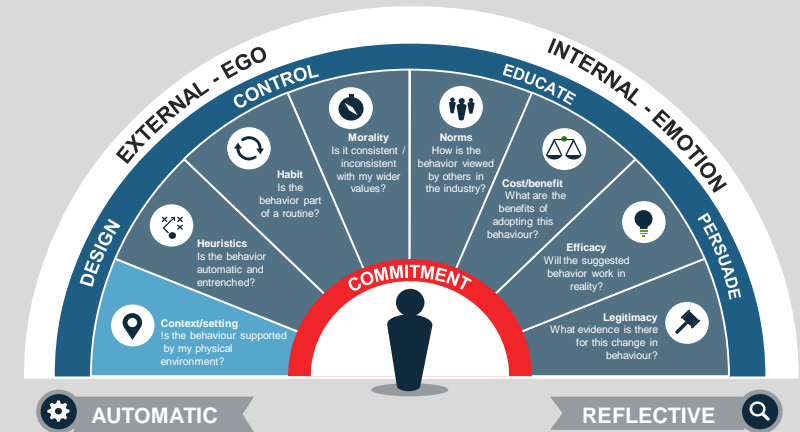 EXTERNAL - EGO
INTERNAL - EMOTION
DESIGN
CONTROL
EDUCATE
PERSUADE
Context/setting
Is the behaviour supported
by my physical
environment?
Heuristics
Is the behavior
automatic and
entrenched?
Habit
Is the
behavior part
of a routine?
Morality
Is it consistent /
inconsistent
with my wider
values?
Norms
How is the
behavior viewed
by others in
the industry?
Cost/benefit
What are the
benefits of
adopting this
behaviour?
Efficacy
Will the suggested
behavior work in
reality?
Legitimacy
What evidence is there
for this change in
behaviour?
COMMITMENT
AUTOMATIC
REFLECTIVE